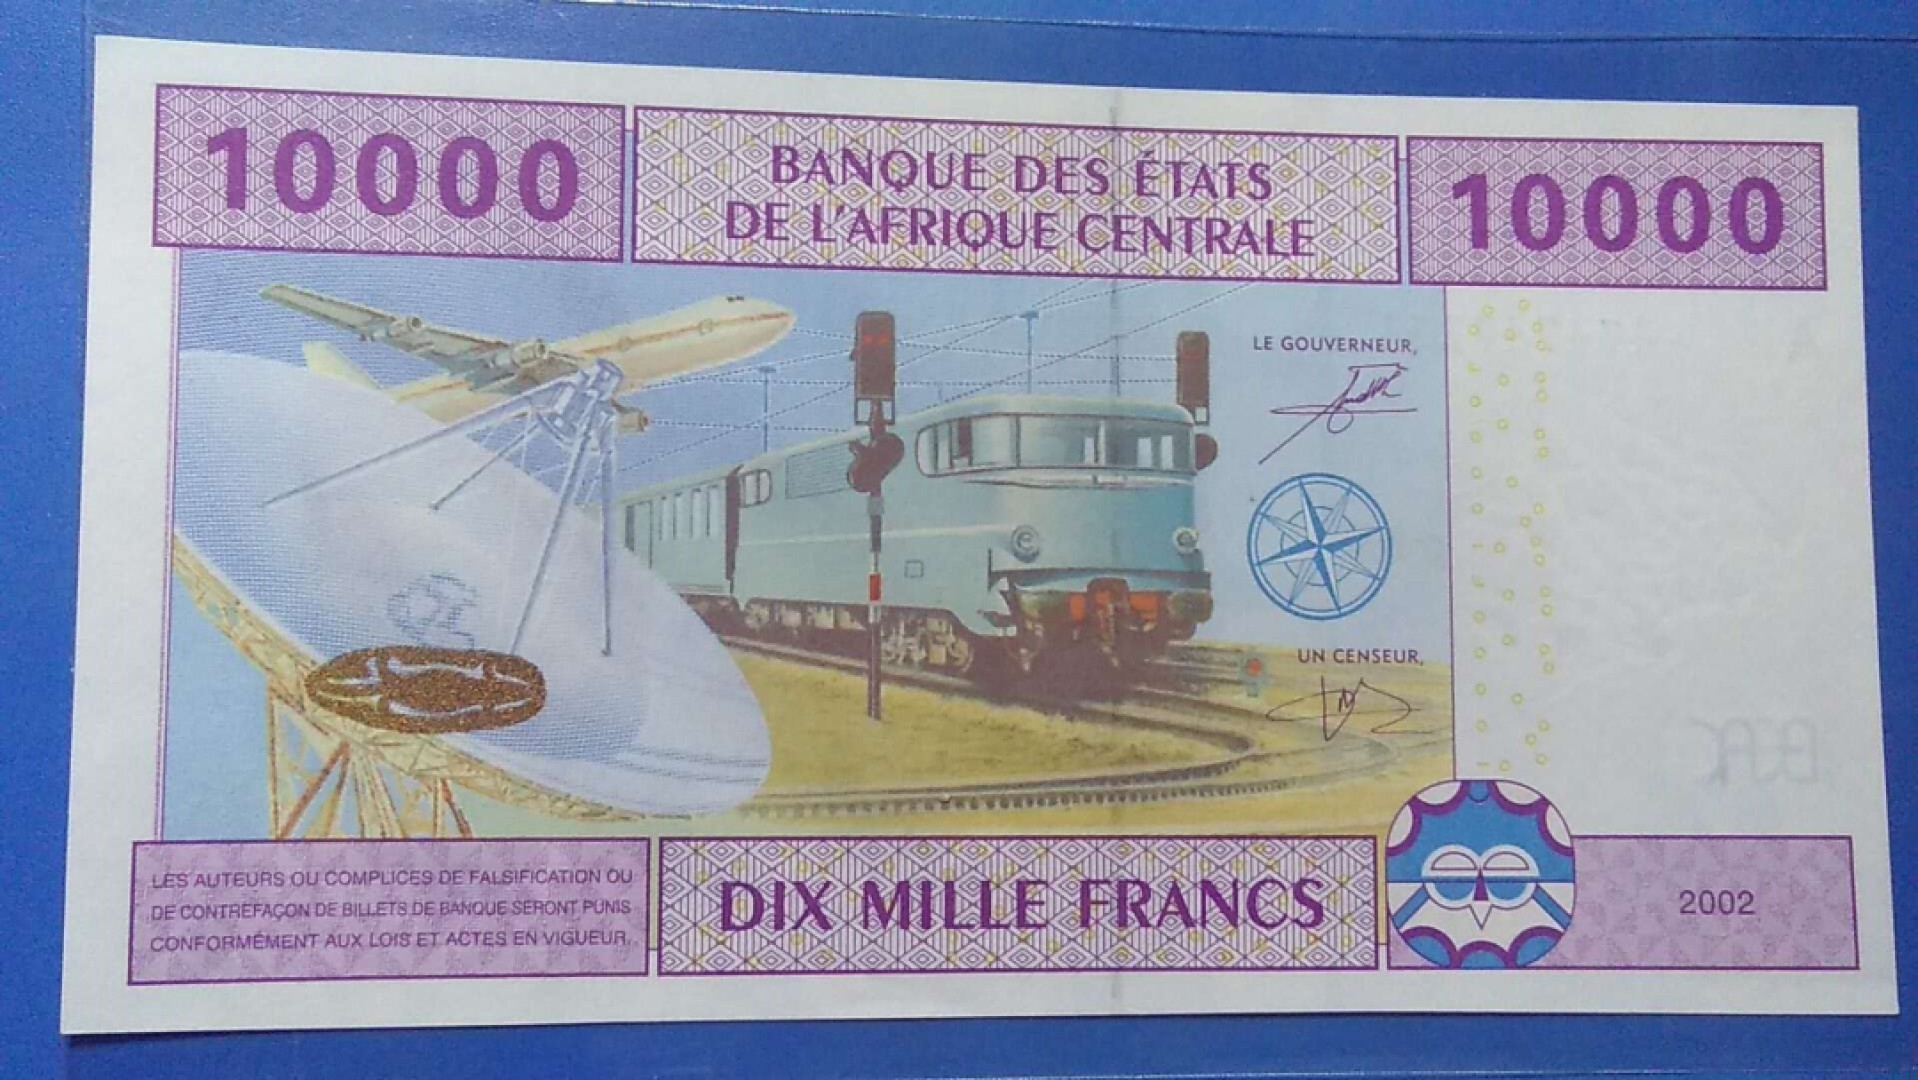 10000
BANQUE DES ÉTATS
DE L'AFRIQUE CENTRALE
10000
LE GOUVERNEUR,
UN CENSEUR,
LES AUTEURS OU COMPLICES DE FALSIFICATION OU
DE CONTREFAÇON DE BILLETS DE BANQUE SERONT PUNIS
CONFORMÉMENT AUX LOIS ET ACTES EN VIGUEUR.
DIX MILLE FRANCS
2002